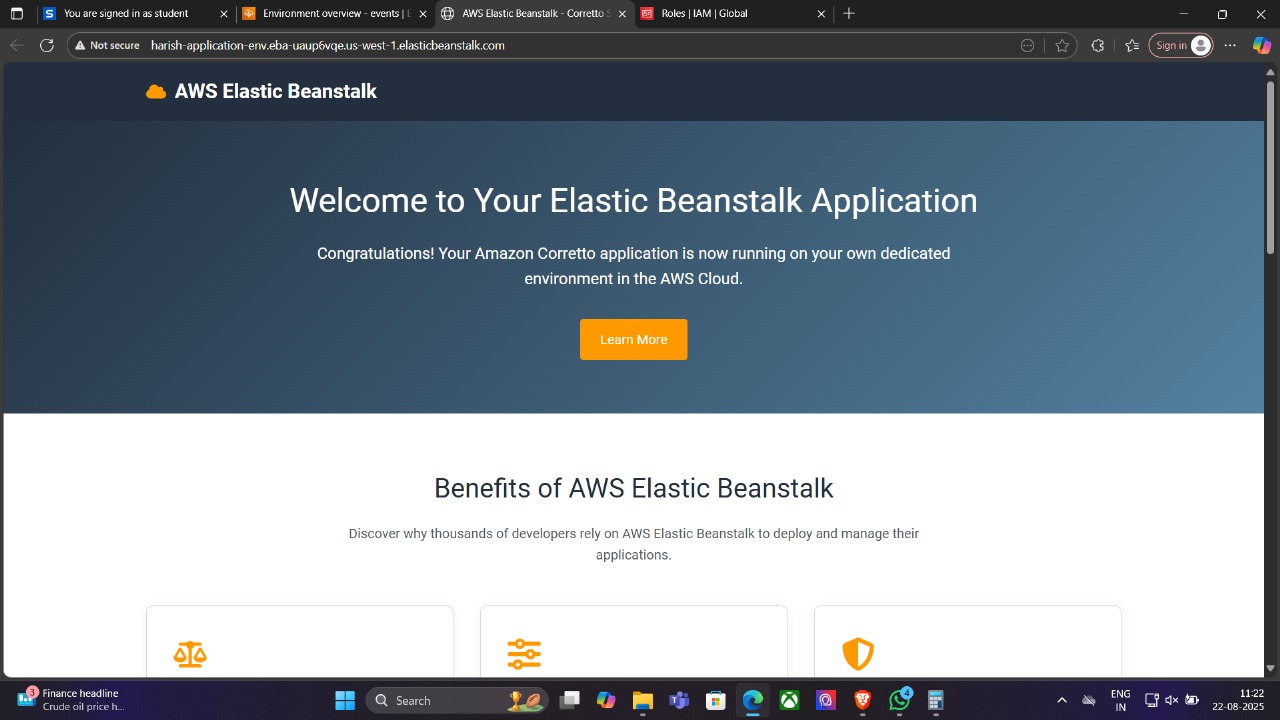 You are signed in as student
Environment overview - events | E
AWS Elastic Beanstalk - Corretto S
Roles | IAM | Global
Not secure
harish-application-env.eba-uaup6vqe.us-west-1.elasticbeanstalk.com
Sign in
AWS Elastic Beanstalk
Welcome to Your Elastic Beanstalk Application
Congratulations! Your Amazon Corretto application is now running on your own dedicated
environment in the AWS Cloud.
Learn More
Benefits of AWS Elastic Beanstalk
Discover why thousands of developers rely on AWS Elastic Beanstalk to deploy and manage their
applications.
3
Finance headline
Crude oil price h...
Search
4
ENG
IN
11:22
22-08-2025